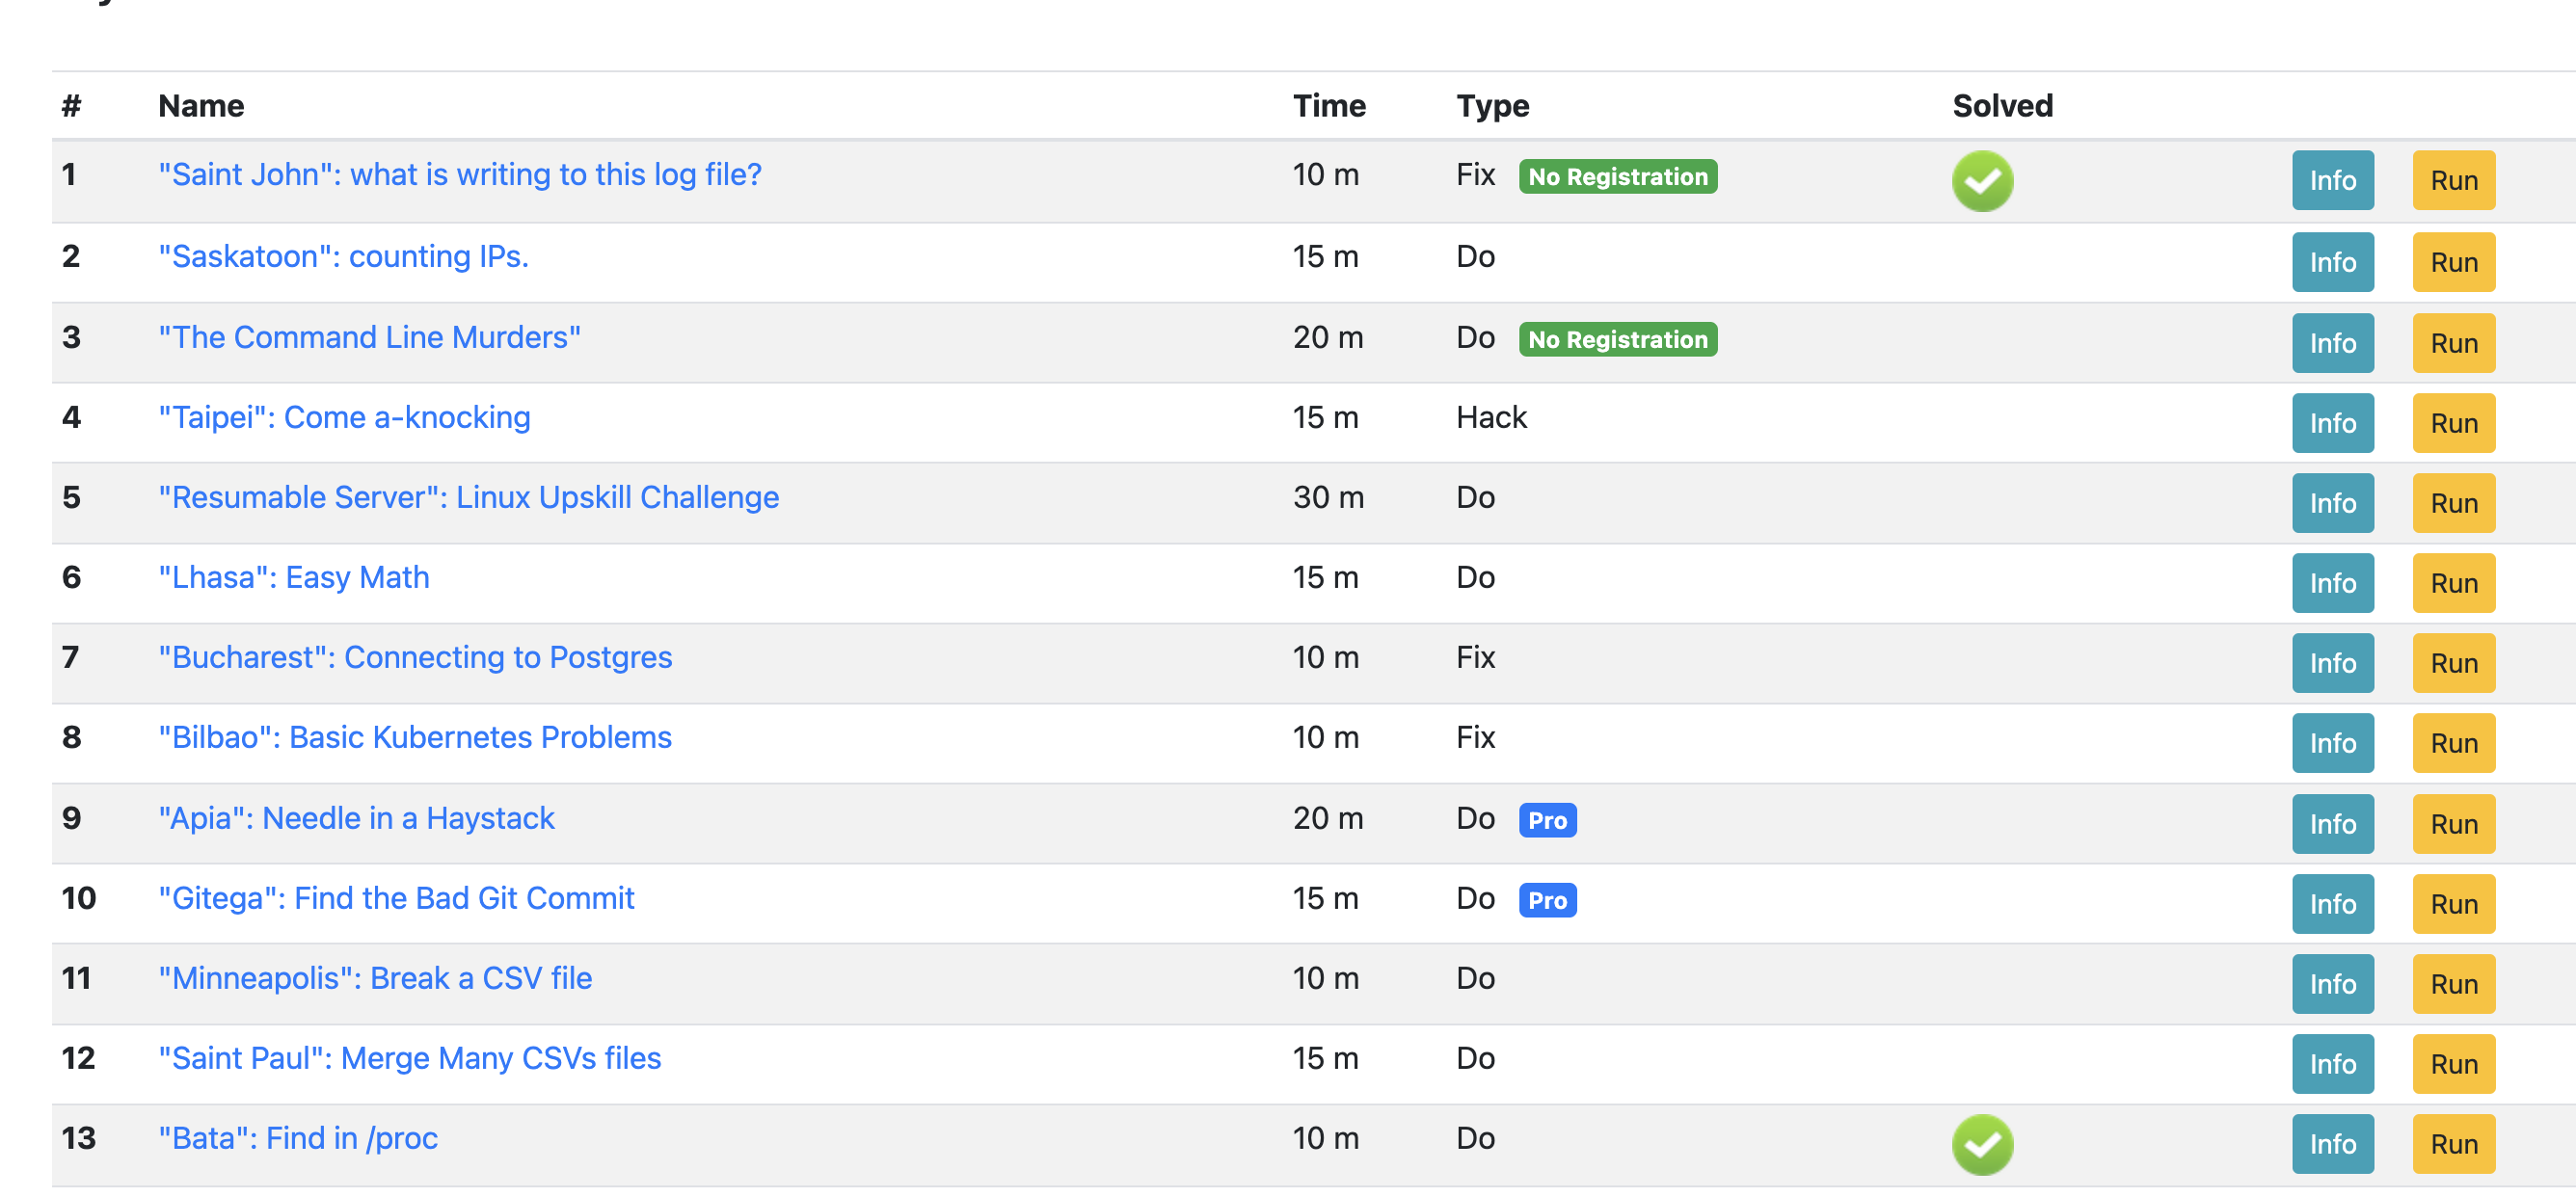 # Name Time Type Solved
1 "Saint John": what is writing to this log file? 10 m Fix No Registration Info Run
2 "Saskatoon": counting IPs. 15 m Do Info Run
3 "The Command Line Murders" 20 m Do No Registration Info Run
4 "Taipei": Come a-knocking 15 m Hack Info Run
5 "Resumable Server": Linux Upskill Challenge 30 m Do Info Run
6 "Lhasa": Easy Math 15 m Do Info Run
7 "Bucharest": Connecting to Postgres 10 m Fix Info Run
8 "Bilbao": Basic Kubernetes Problems 10 m Fix Info Run
9 "Apia": Needle in a Haystack 20 m Do Pro Info Run
10 "Gitega": Find the Bad Git Commit 15 m Do Pro Info Run
11 "Minneapolis": Break a CSV file 10 m Do Info Run
12 "Saint Paul": Merge Many CSVs files 15 m Do Info Run
13 "Bata": Find in /proc 10 m Do Info Run